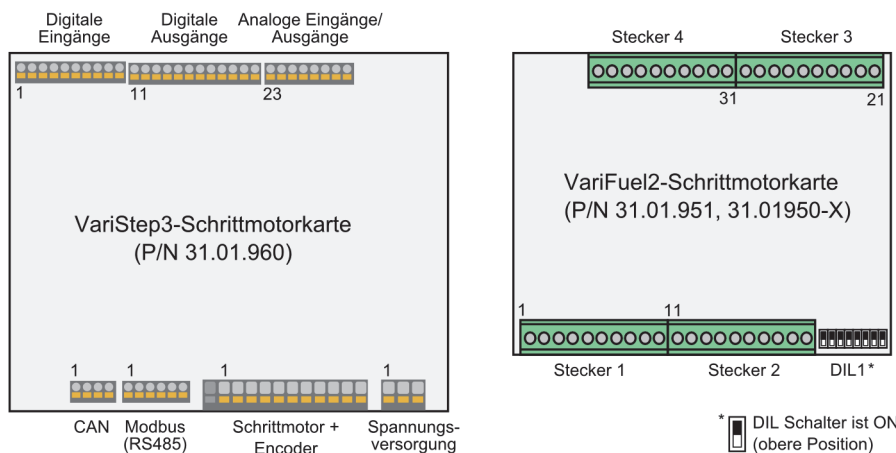 Digitale Eingänge
Digitale Ausgänge
Analoge Eingänge/ Ausgänge
1
11
23
VariStep3-Schrittmotorkarte
(P/N 31.01.960)
1
1
1
1
CAN
Modbus (RS485)
Schrittmotor + Encoder
Spannungs- versorgung
Stecker 4
Stecker 3
31
21
VariFuel2-Schrittmotorkarte
(P/N 31.01.951, 31.01950-X)
1
11
Stecker 1
Stecker 2
DIL1*
* DIL Schalter ist ON
(obere Position)